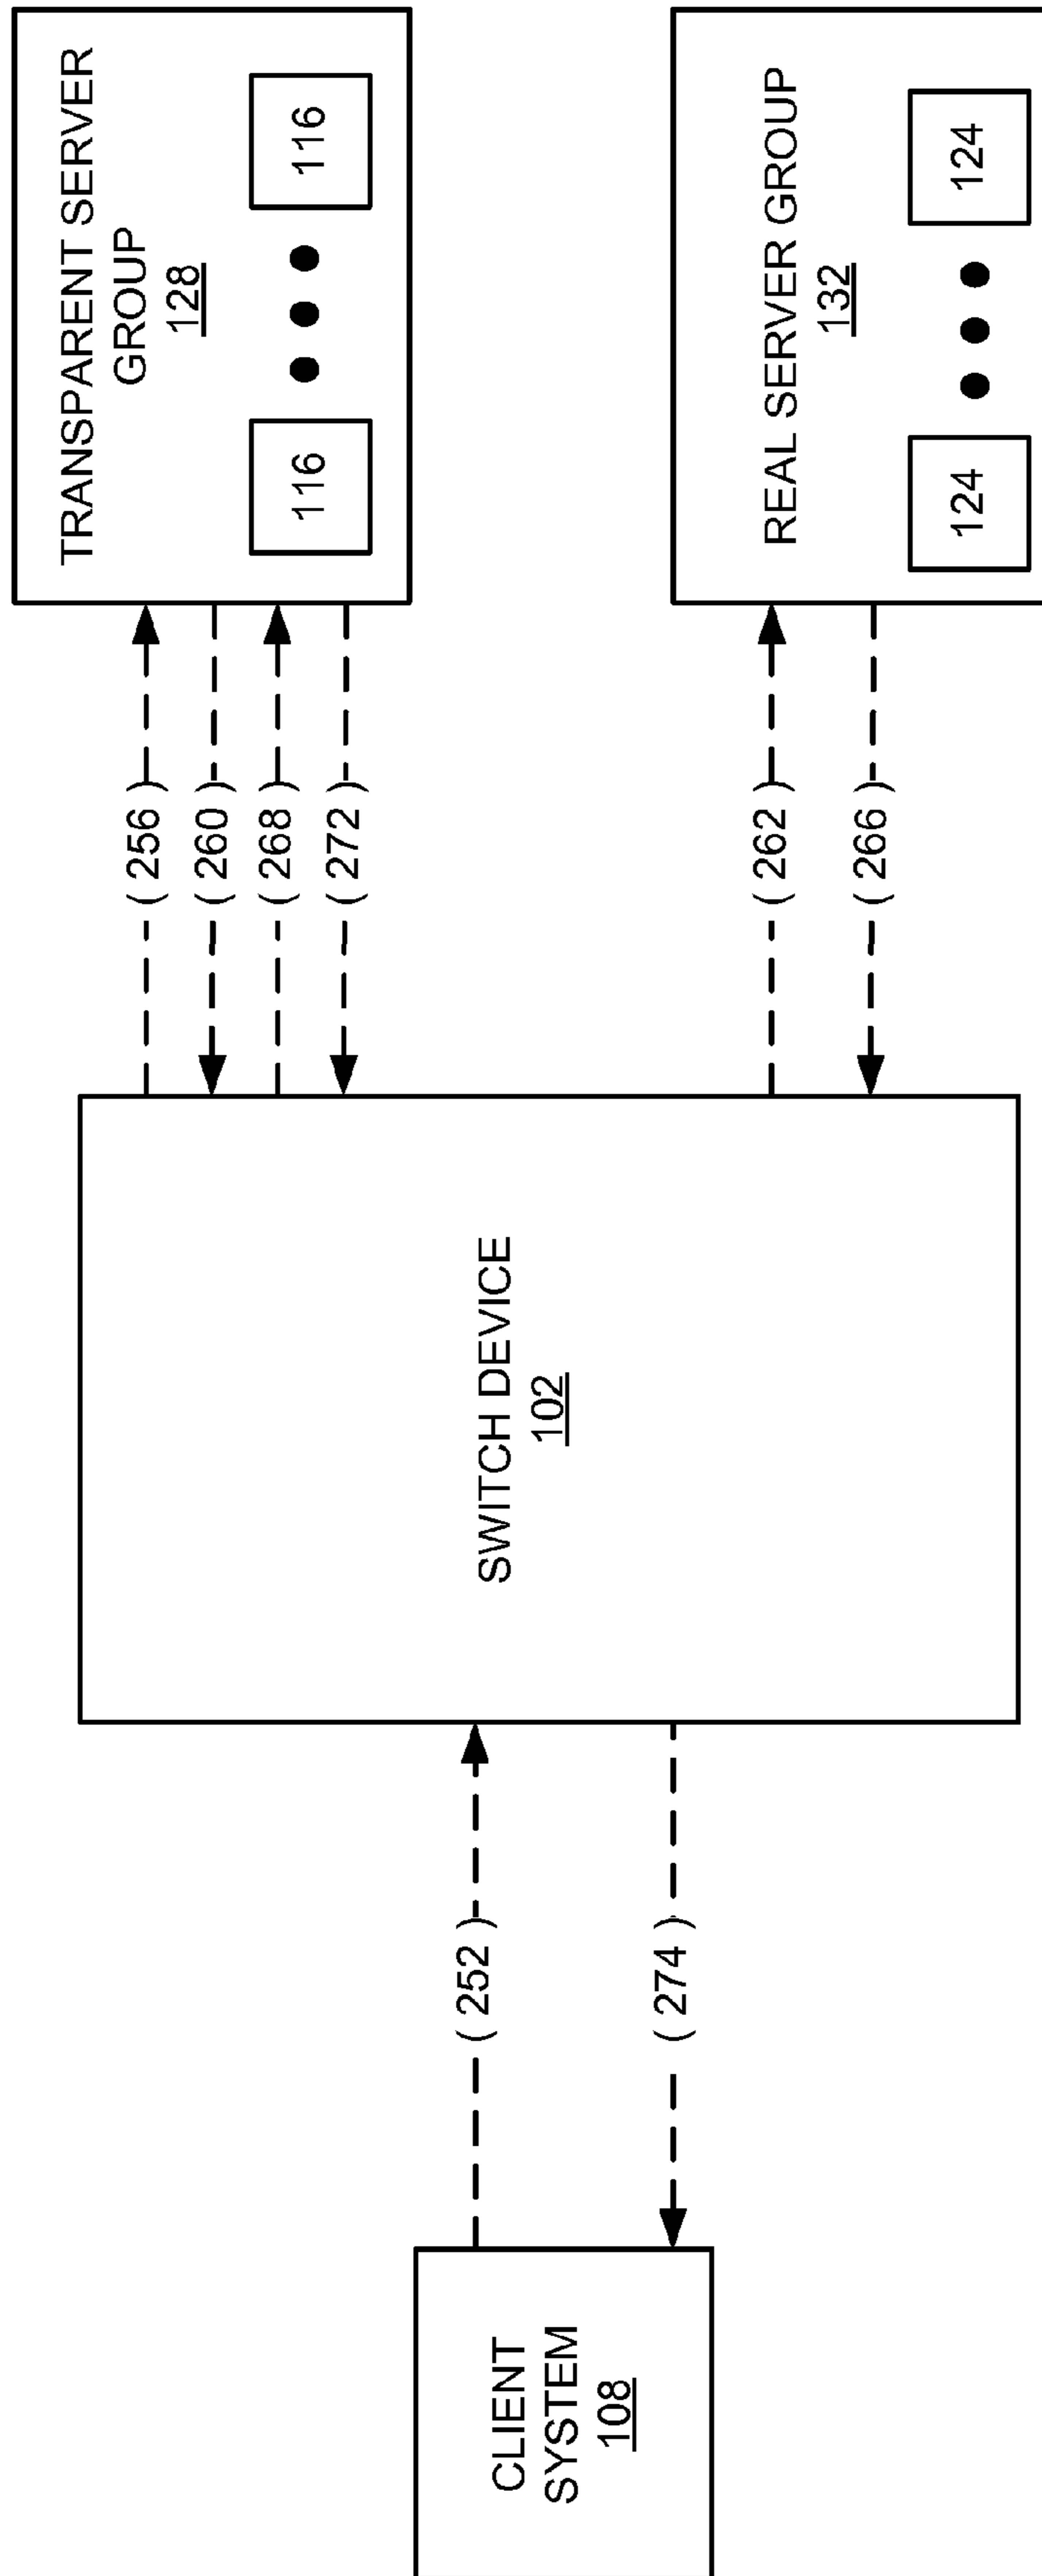 CLIENT
SYSTEM
108
( 252 )
( 274 )
SWITCH DEVICE
102
( 256 )
( 260 )
( 268 )
( 272 )
( 262 )
( 266 )
TRANSPARENT SERVER
GROUP
128
116
116
REAL SERVER GROUP
132
124
124